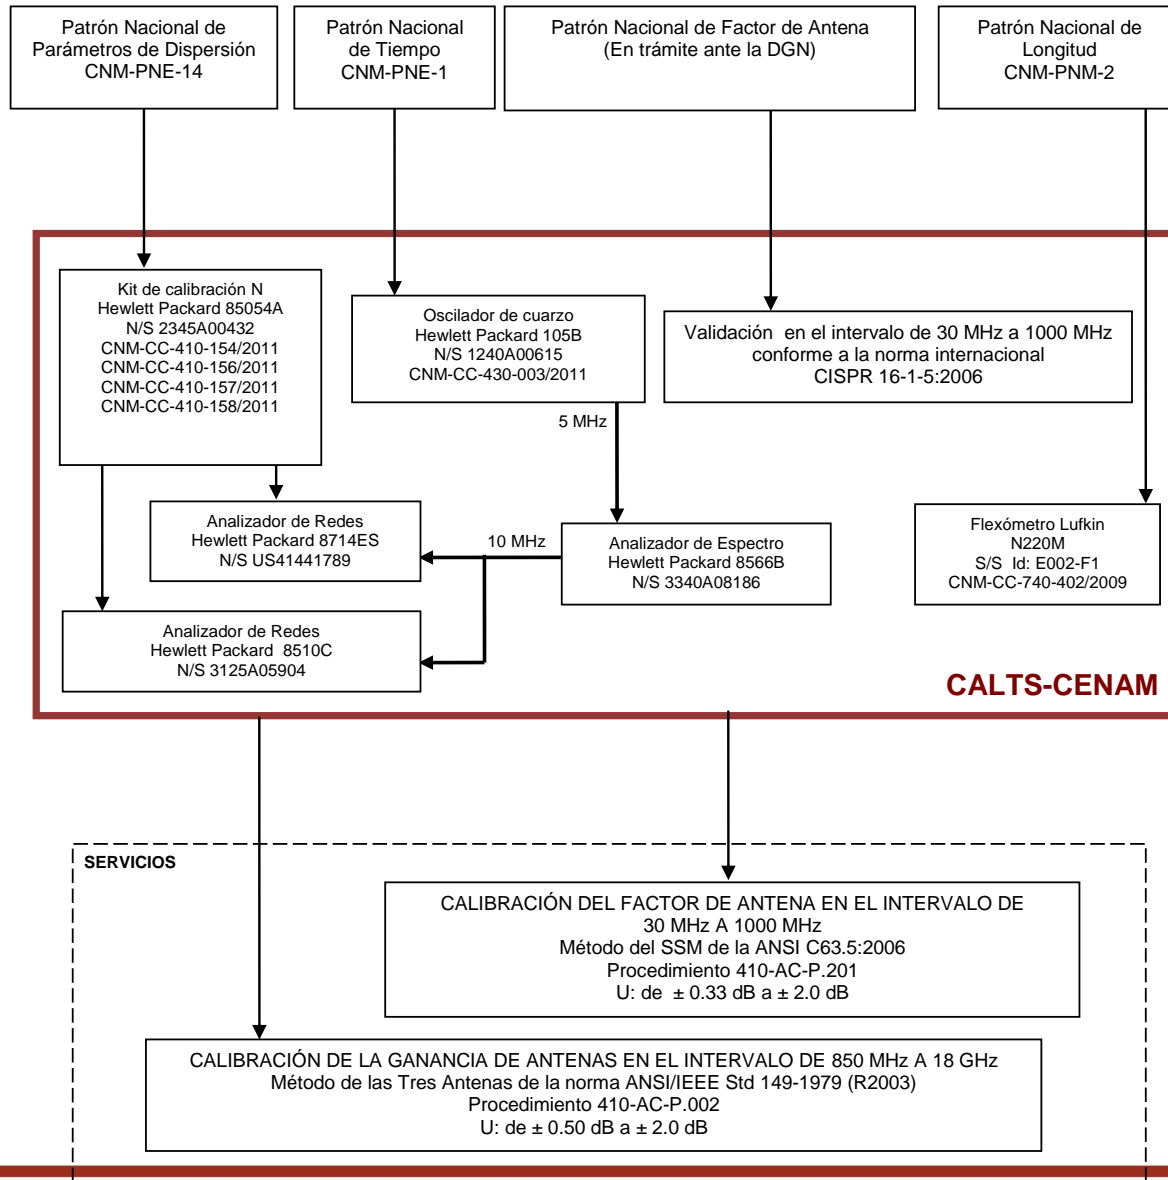 Patrón Nacional de
Parámetros de Dispersión
CNM-PNE-14
Patrón Nacional
de Tiempo
CNM-PNE-1
Patrón Nacional de Factor de Antena
(En trámite ante la DGN)
Patrón Nacional de
Longitud
CNM-PNM-2
Kit de calibración N
Hewlett Packard 85054A
N/S 2345A00432
CNM-CC-410-154/2011
CNM-CC-410-156/2011
CNM-CC-410-157/2011
CNM-CC-410-158/2011
Oscilador de cuarzo
Hewlett Packard 105B
N/S 1240A00615
CNM-CC-430-003/2011
Validación en el intervalo de 30 MHz a 1000 MHz
conforme a la norma internacional
CISPR 16-1-5:2006
5 MHz
Analizador de Redes
Hewlett Packard 8714ES
N/S US41441789
10 MHz
Analizador de Espectro
Hewlett Packard 8566B
N/S 3340A08186
Flexómetro Lufkin
N220M
S/S Id: E002-F1
CNM-CC-740-402/2009
Analizador de Redes
Hewlett Packard 8510C
N/S 3125A05904
CALTS-CENAM
SERVICIOS
CALIBRACIÓN DEL FACTOR DE ANTENA EN EL INTERVALO DE
30 MHz A 1000 MHz
Método del SSM de la ANSI C63.5:2006
Procedimiento 410-AC-P.201
U: de ± 0.33 dB a ± 2.0 dB
CALIBRACIÓN DE LA GANANCIA DE ANTENAS EN EL INTERVALO DE 850 MHz A 18 GHz
Método de las Tres Antenas de la norma ANSI/IEEE Std 149-1979 (R2003)
Procedimiento 410-AC-P.002
U: de ± 0.50 dB a ± 2.0 dB